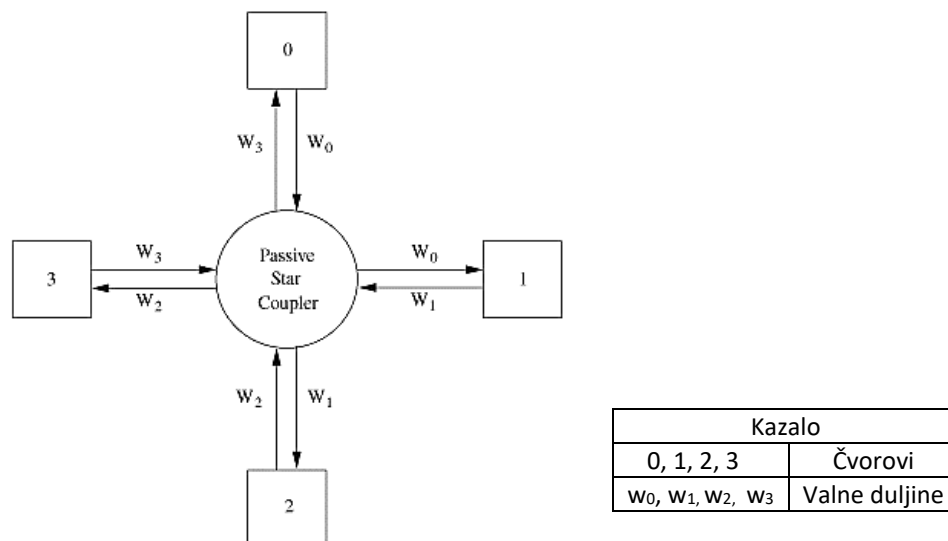 0
W₃ W₀
3
W₃
W₂
Passive
Star
Coupler
W₀
W₁
1
W₂ W₁
2
Kazalo
0, 1, 2, 3 Čvorovi
w₀, w₁, w₂, w₃ Valne duljine